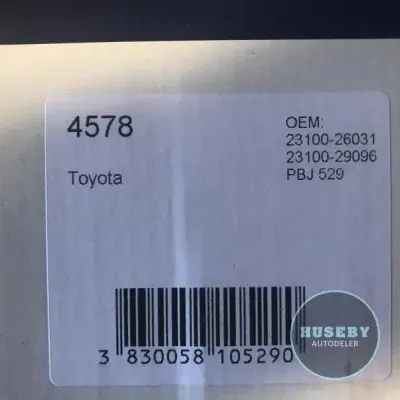 4578
Toyota
OEM:
23100-26031
23100-29096
PBJ 529
3 830058 105290
HUSEBY
AUTODELER